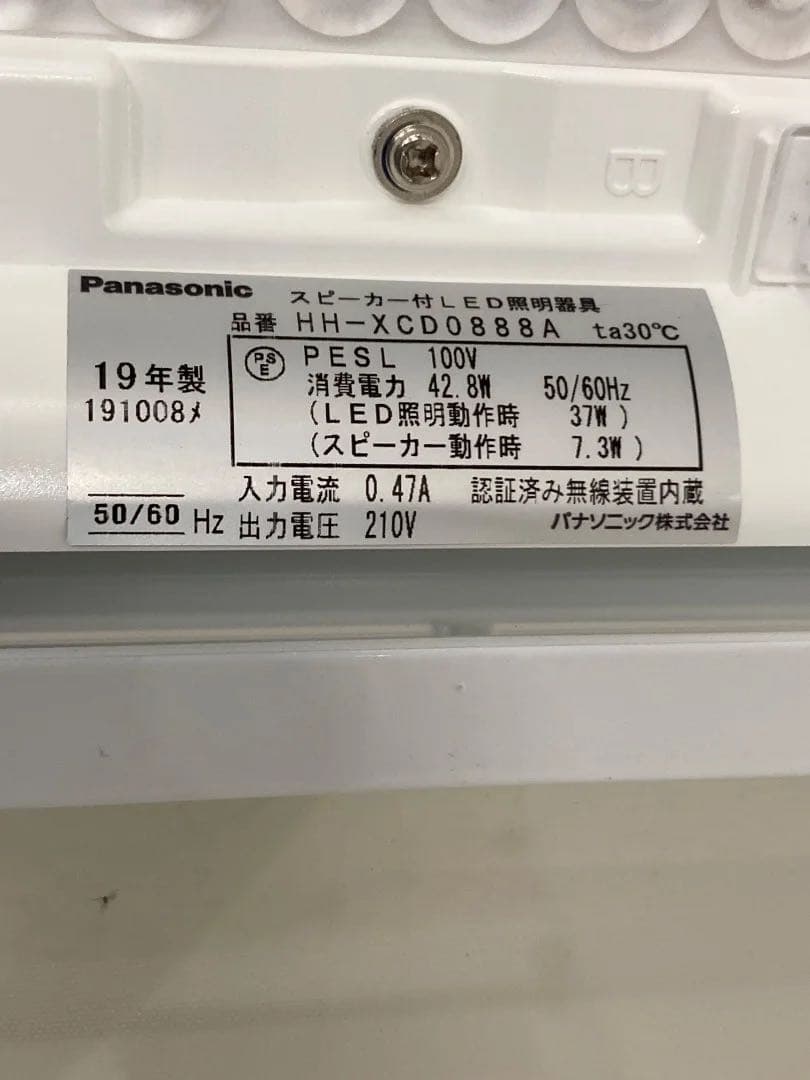 B
Panasonic
スピーカー付LED照明器具
品番 HH-XCD0888A ta30℃
19年製
191008ﾒ
PSE PESL 100V
消費電力 42.8W 50/60Hz
(LED照明動作時 37W)
(スピーカー動作時 7.3W)
入力電流 0.47A 認証済み無線装置内蔵
50/60 Hz 出力電圧 210V パナソニック株式会社